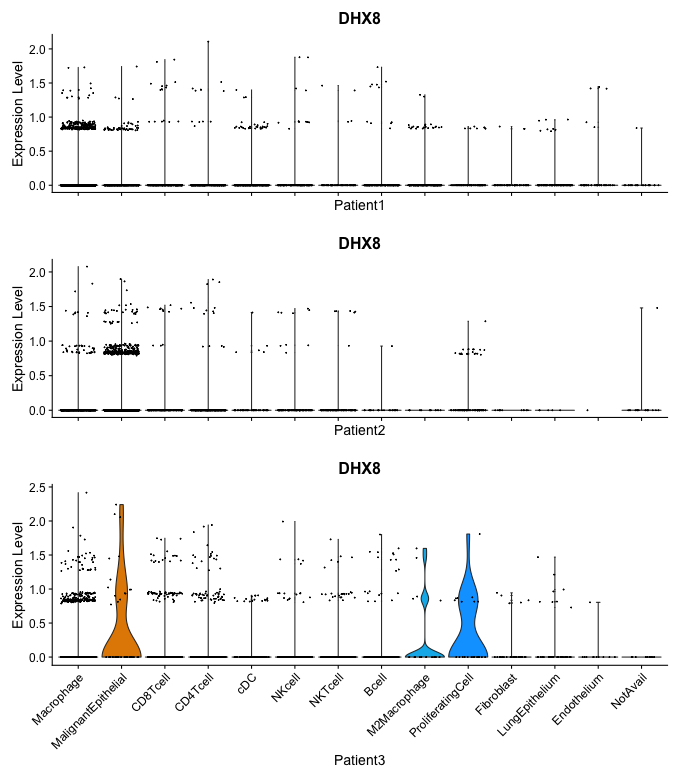 DHX8
Expression Level
2.0
1.5
1.0
0.5
0.0
Patient1
DHX8
Expression Level
2.0
1.5
1.0
0.5
0.0
Patient2
DHX8
Expression Level
2.5
2.0
1.5
1.0
0.5
0.0
Macrophage
MalignantEpithelial
CD8Tcell
CD4Tcell
cDC
NKcell
NKTcell
Bcell
M2Macrophage
ProliferatingCell
Fibroblast
LungEpithelium
Endothelium
NotAvail
Patient3